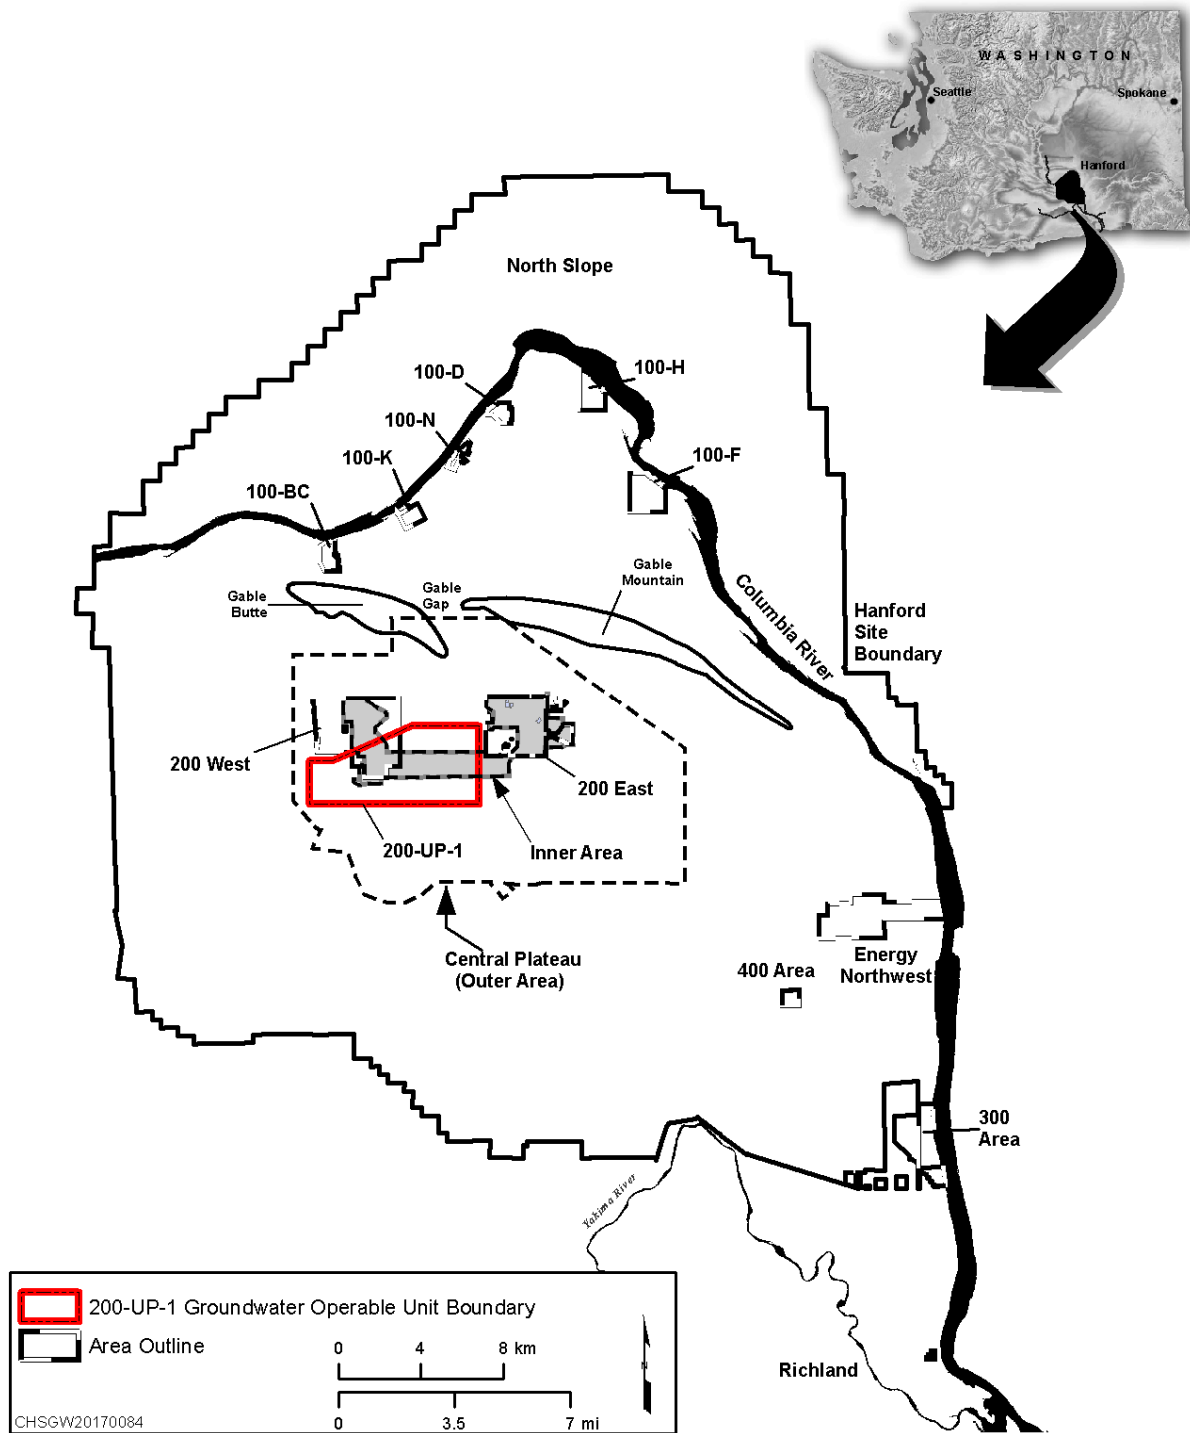 WASHINGTON
Seattle
Spokane
Hanford
North Slope
100-D
100-H
100-N
100-K
100-F
100-BC
Gable
Butte
Gable
Gap
Gable
Mountain
Columbia River
Hanford
Site
Boundary
200 West
200 East
200-UP-1
Inner Area
Central Plateau
(Outer Area)
Energy
Northwest
400 Area
300
Area
Yakima River
Richland
200-UP-1 Groundwater Operable Unit Boundary
Area Outline
0 4 8 km
0 3.5 7 mi
N
CHSGW20170084